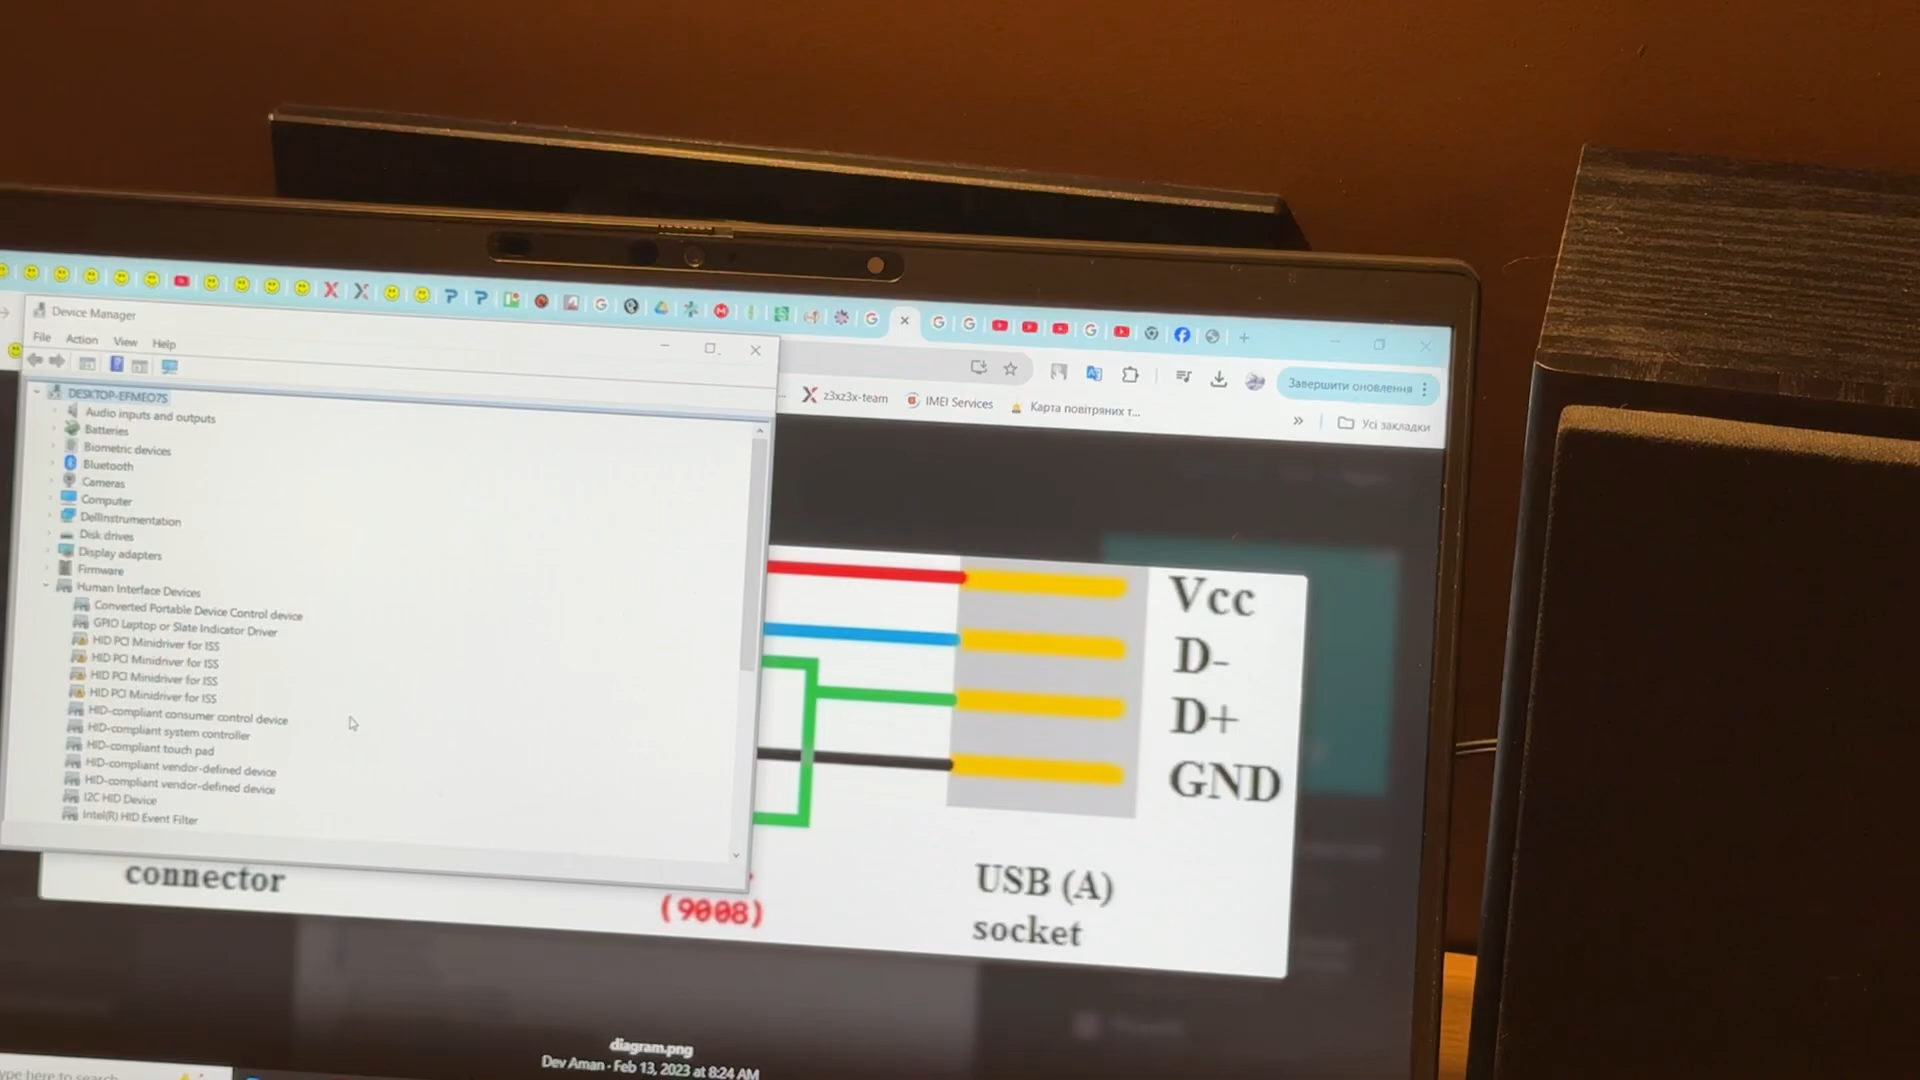 Device Manager
File Action View Help
Завершити оновлення
z3xz3x-team IMEI Services Карта повітряних т...
» Усі закладки
DESKTOP-EFMEO7S
Audio inputs and outputs
Batteries
Biometric devices
Bluetooth
Cameras
Computer
DellInstrumentation
Disk drives
Display adapters
Firmware
Human Interface Devices
Converted Portable Device Control device
GPIO Laptop or Slate Indicator Driver
HID PCI Minidriver for ISS
HID PCI Minidriver for ISS
HID PCI Minidriver for ISS
HID PCI Minidriver for ISS
HID-compliant consumer control device
HID-compliant system controller
HID-compliant touch pad
HID-compliant vendor-defined device
HID-compliant vendor-defined device
I2C HID Device
Intel(R) HID Event Filter
Vcc
D-
D+
GND
connector
(9008)
USB (A)
socket
diagram.png
Dev Aman · Feb 13, 2023 at 8:24 AM
here to search